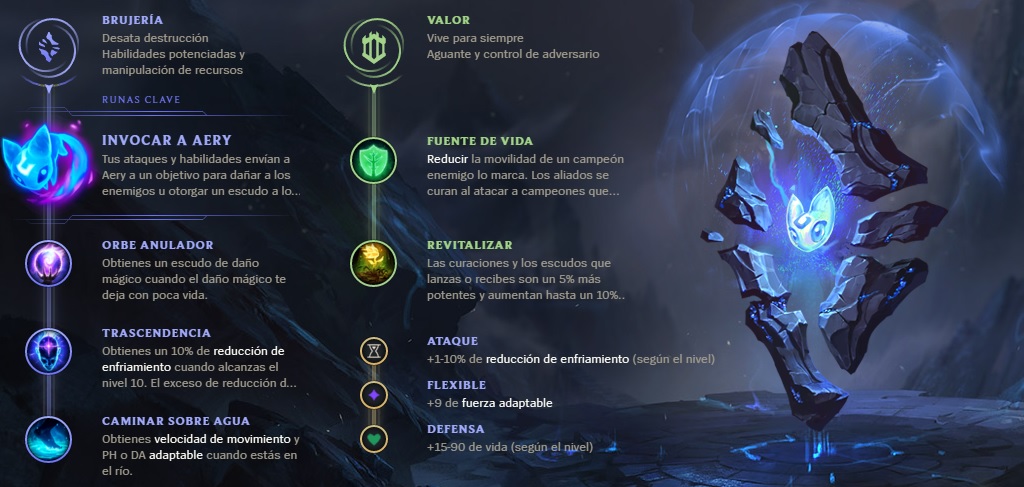 BRUJERÍA
Desata destrucción
Habilidades potenciadas y
manipulación de recursos
RUNAS CLAVE
INVOCAR A AERY
Tus ataques y habilidades envían a
Aery a un objetivo para dañar a los
enemigos u otorgar un escudo a lo...
ORBE ANULADOR
Obtienes un escudo de daño
mágico cuando el daño mágico te
deja con poca vida.
TRASCENDENCIA
Obtienes un 10% de reducción de
enfriamiento cuando alcanzas el
nivel 10. El exceso de reducción d...
CAMINAR SOBRE AGUA
Obtienes velocidad de movimiento y
PH o DA adaptable cuando estás en
el río.
VALOR
Vive para siempre
Aguante y control de adversario
FUENTE DE VIDA
Reducir la movilidad de un campeón
enemigo lo marca. Los aliados se
curan al atacar a campeones que...
REVITALIZAR
Las curaciones y los escudos que
lanzas o recibes son un 5% más
potentes y aumentan hasta un 10%..
ATAQUE
+1-10% de reducción de enfriamiento (según el nivel)
FLEXIBLE
+9 de fuerza adaptable
DEFENSA
+15-90 de vida (según el nivel)